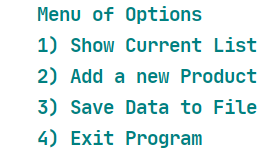 Menu of Options
1) Show Current List
2) Add a new Product
3) Save Data to File
4) Exit Program